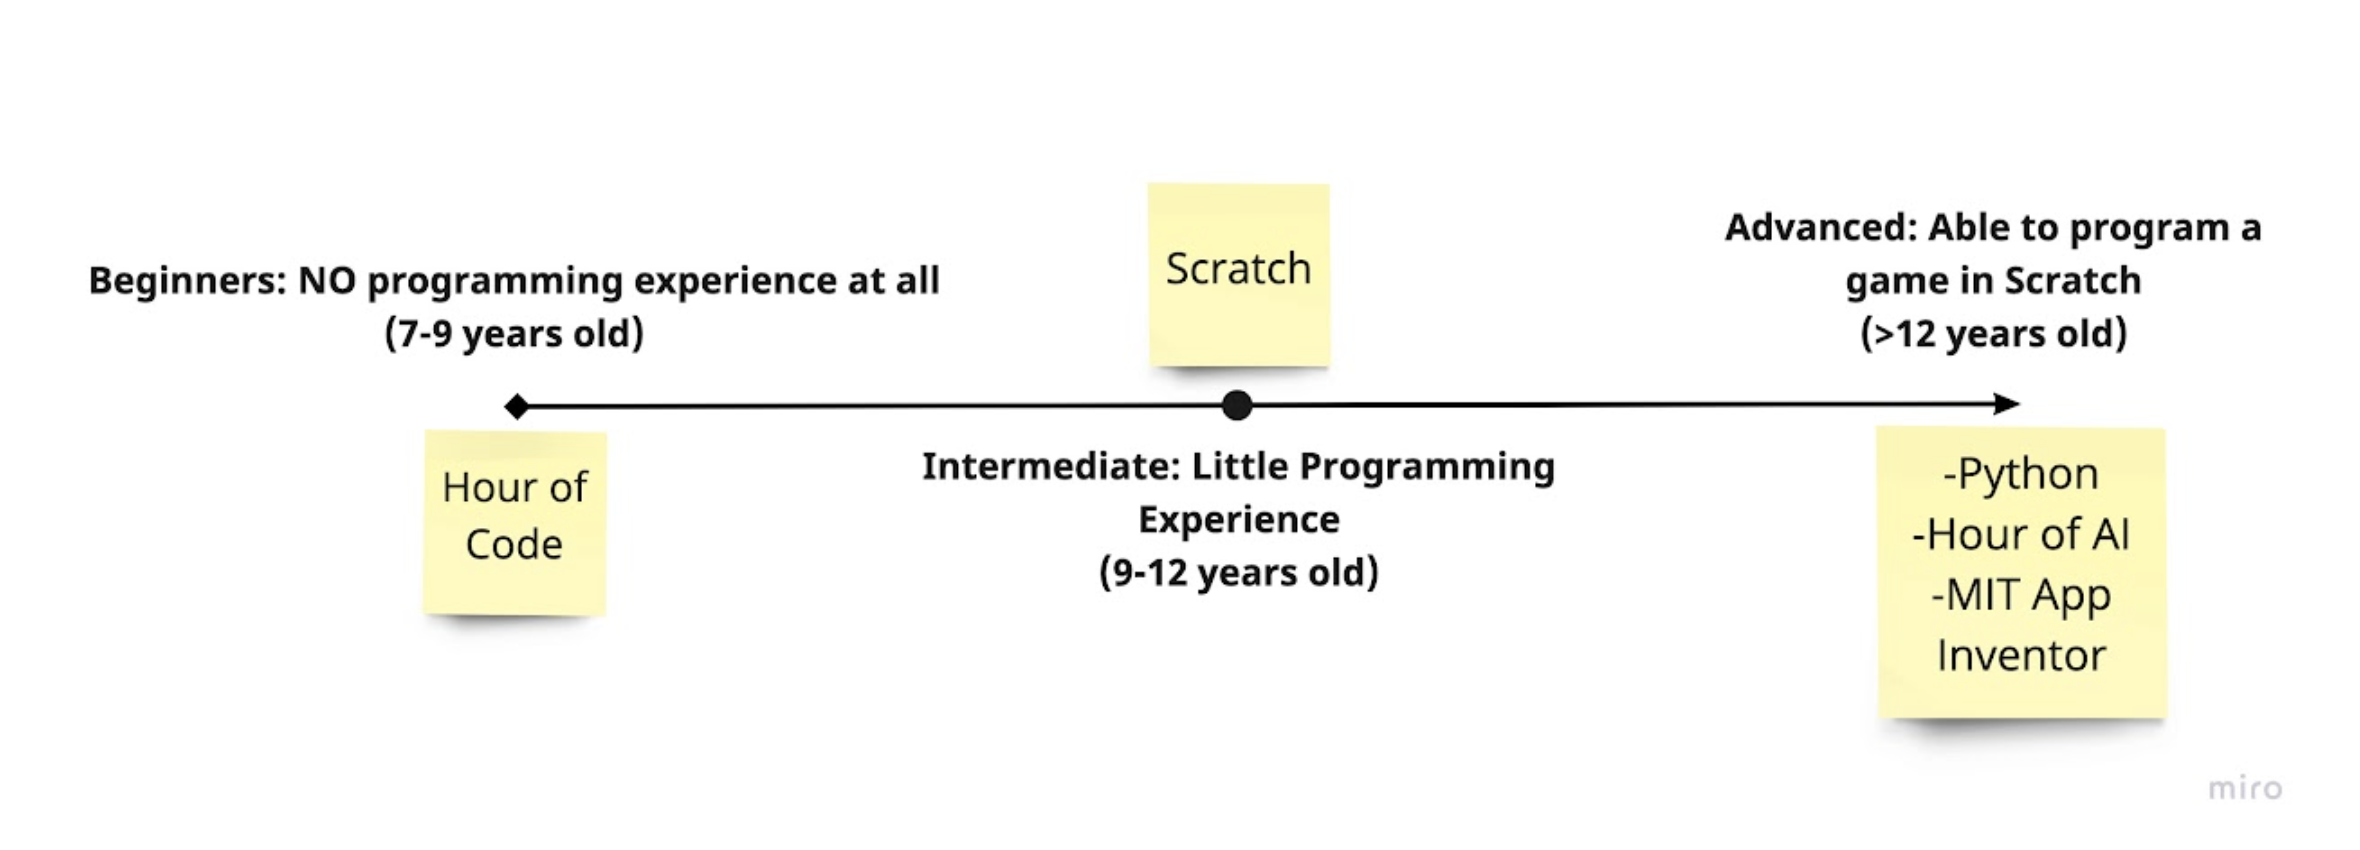 Beginners: NO programming experience at all
(7-9 years old)
Hour of
Code
Scratch
Intermediate: Little Programming
Experience
(9-12 years old)
Advanced: Able to program a
game in Scratch
(>12 years old)
-Python
-Hour of AI
-MIT App
Inventor
miro